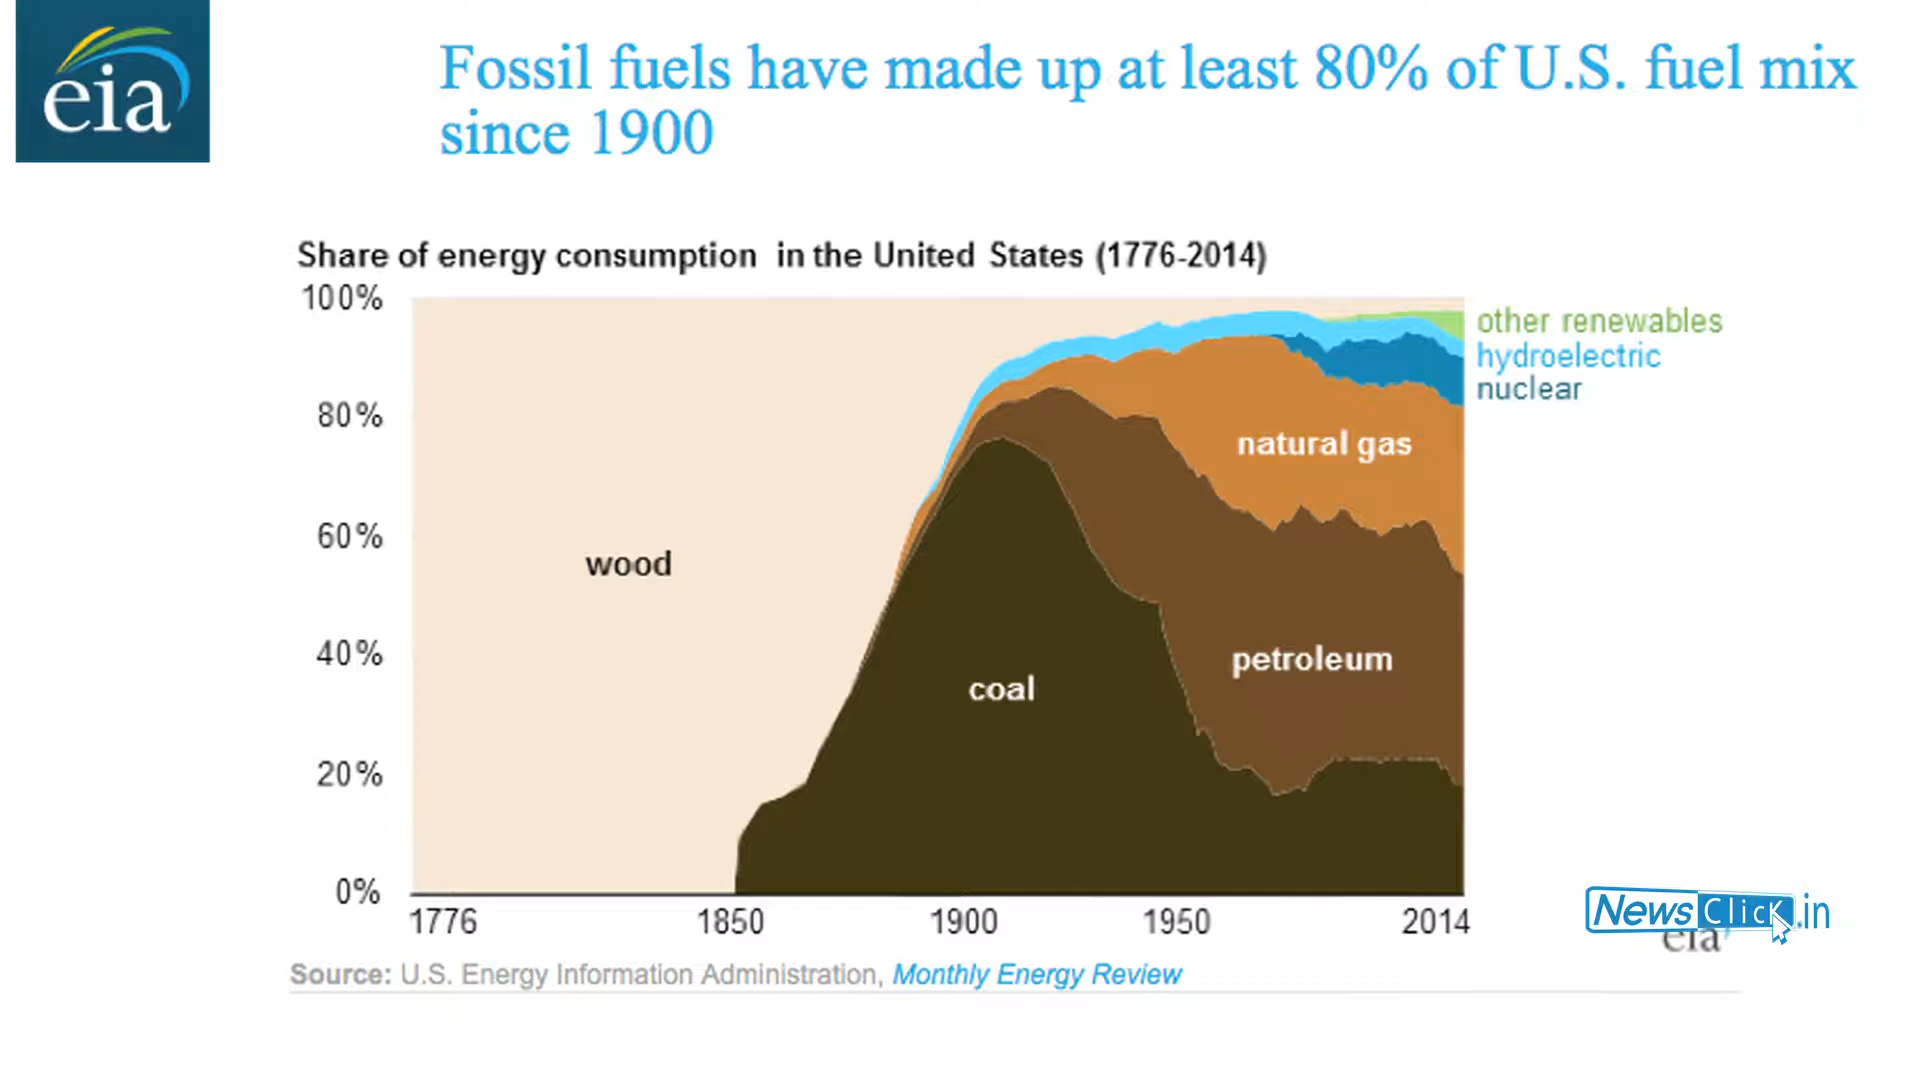 eia
Fossil fuels have made up at least 80% of U.S. fuel mix
since 1900
Share of energy consumption in the United States (1776-2014)
100%
80%
60%
40%
20%
0%
other renewables
hydroelectric
nuclear
natural gas
wood
petroleum
coal
1776 1850 1900 1950 2014
NewsClick.in
eia
Source: U.S. Energy Information Administration, Monthly Energy Review